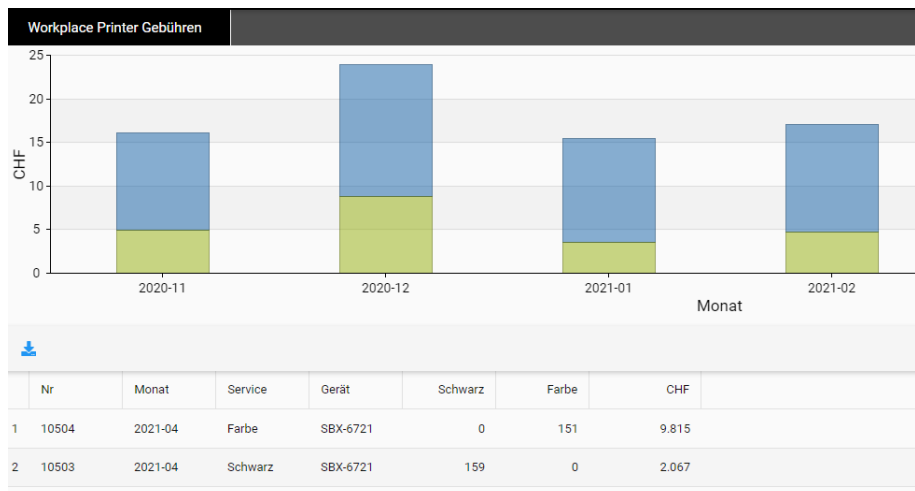 Workplace Printer Gebühren
25
20
15
10
5
0
CHF
2020-11 2020-12 2021-01 2021-02
Monat
Nr Monat Service Gerät Schwarz Farbe CHF
1 10504 2021-04 Farbe SBX-6721 0 151 9.815
2 10503 2021-04 Schwarz SBX-6721 159 0 2.067